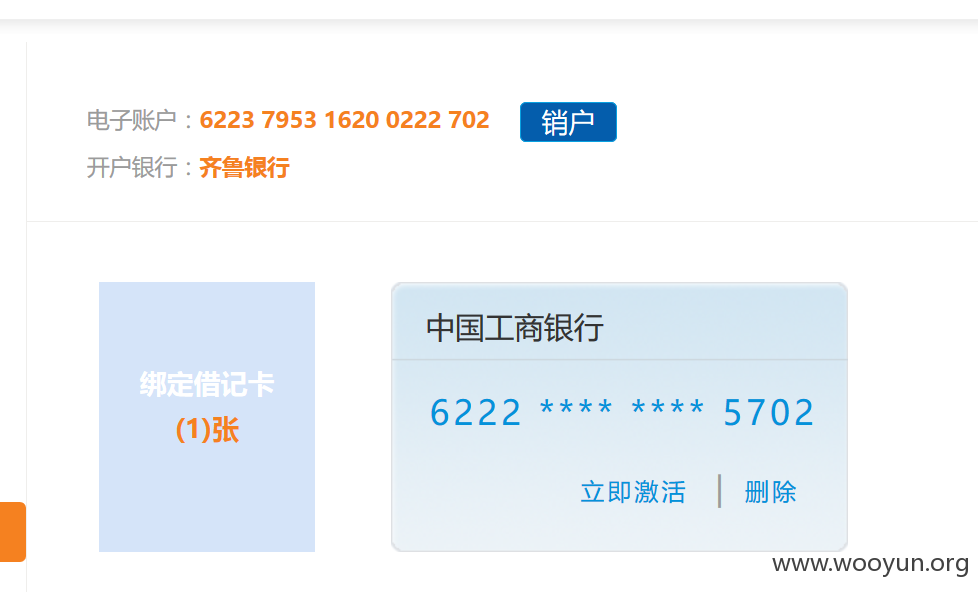 电子账户：6223 7953 1620 0222 702 销户
开户银行：齐鲁银行
绑定借记卡
(1)张
中国工商银行
6222 **** **** 5702
立即激活 | 删除
www.wooyun.org